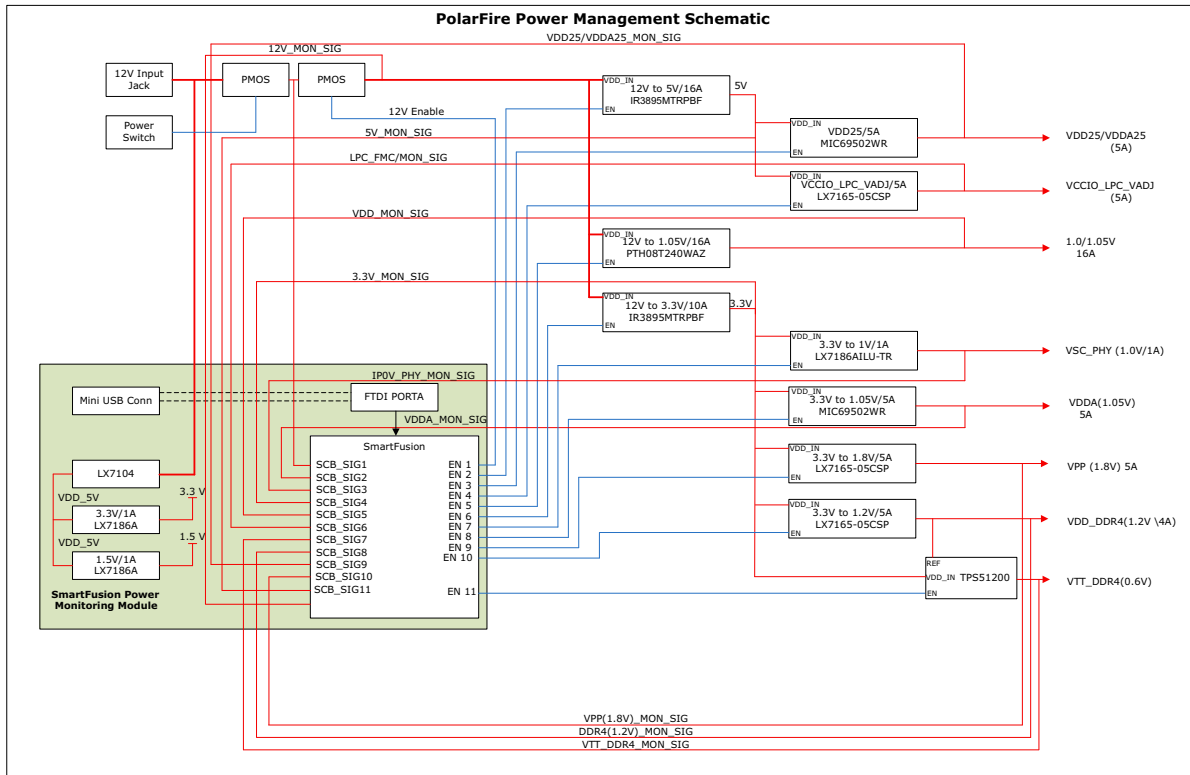 PolarFire Power Management Schematic
VDD25/VDDA25_MON_SIG
12V_MON_SIG
12V Input
Jack
PMOS
PMOS
Power
Switch
12V Enable
5V_MON_SIG
LPC_FMC/MON_SIG
VDD_MON_SIG
3.3V_MON_SIG
VDD_IN
12V to 5V/16A
IR3895MTRPBF
EN
5V
VDD_IN
VDD25/5A
MIC69502WR
EN
VDD25/VDDA25
(5A)
VDD_IN
VCCIO_LPC_VADJ/5A
LX7165-05CSP
EN
VCCIO_LPC_VADJ
(5A)
VDD_IN
12V to 1.05V/16A
PTH08T240WAZ
EN
1.0/1.05V
16A
VDD_IN
12V to 3.3V/10A
IR3895MTRPBF
EN
3.3V
VDD_IN
3.3V to 1V/1A
LX7186AILU-TR
EN
VSC_PHY (1.0V/1A)
VDD_IN
3.3V to 1.05V/5A
MIC69502WR
EN
VDDA(1.05V)
5A
VDD_IN
3.3V to 1.8V/5A
LX7165-05CSP
EN
VPP (1.8V) 5A
VDD_IN
3.3V to 1.2V/5A
LX7165-05CSP
EN
VDD_DDR4(1.2V \4A)
REF
VDD_IN
TPS51200
EN
VTT_DDR4(0.6V)
IP0V_PHY_MON_SIG
Mini USB Conn
FTDI PORTA
VDDA_MON_SIG
SmartFusion
SCB_SIG1
SCB_SIG2
SCB_SIG3
SCB_SIG4
SCB_SIG5
SCB_SIG6
SCB_SIG7
SCB_SIG8
SCB_SIG9
SCB_SIG10
SCB_SIG11
EN 1
EN 2
EN 3
EN 4
EN 5
EN 6
EN 7
EN 8
EN 9
EN 10
EN 11
LX7104
VDD_5V
3.3 V
3.3V/1A
LX7186A
VDD_5V
1.5 V
1.5V/1A
LX7186A
SmartFusion Power
Monitoring Module
VPP(1.8V)_MON_SIG
DDR4(1.2V)_MON_SIG
VTT_DDR4_MON_SIG